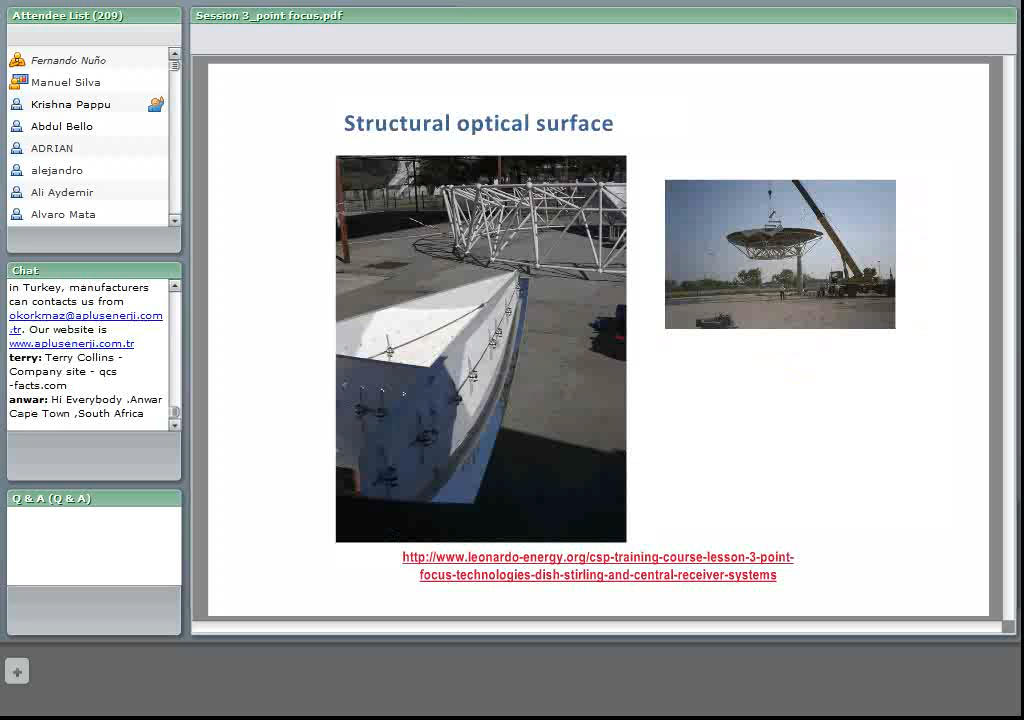 Attendee List (209)
Fernando Nuño
Manuel Silva
Krishna Pappu
Abdul Bello
ADRIAN
alejandro
Ali Aydemir
Alvaro Mata
Chat
in Turkey, manufacturers
can contacts us from
okorkmaz@aplusenerji.com
.tr. Our website is
www.aplusenerji.com.tr
terry: Terry Collins -
Company site - qcs
-facts.com
anwar: Hi Everybody .Anwar
Cape Town ,South Africa
Q & A (Q & A)
Session 3_point focus.pdf
Structural optical surface
http://www.leonardo-energy.org/csp-training-course-lesson-3-point-
focus-technologies-dish-stirling-and-central-receiver-systems